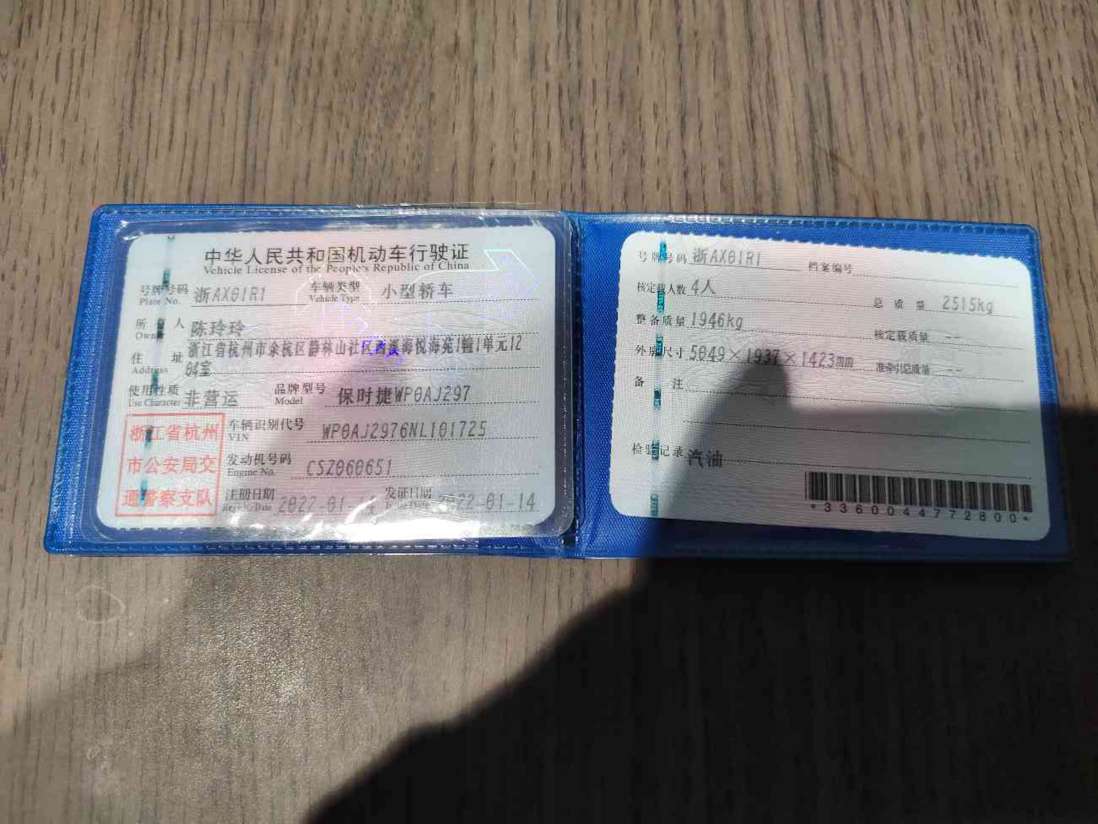 中华人民共和国机动车行驶证
Vehicle License of the People's Republic of China
号牌号码 浙AX01R1 车辆类型 小型轿车
Plate No. Vehicle Type
所有人 陈玲玲
Owner
住址 浙江省杭州市余杭区静林山社区西溪海悦海苑1幢1单元12
Address 04室
使用性质 非营运 品牌型号 保时捷WP0AJ297
Use Character Model
浙江省杭州
市公安局交
通警察支队
车辆识别代号 WP0AJ2976NL101725
VIN
发动机号码 CSZ060651
Engine No.
注册日期 2022-01- 发证日期 2022-01-14
Register Date Issue Date
号牌号码 浙AX01R1 档案编号
核定载人数 4人 总质量 2515kg
整备质量 1946kg 核定载质量 --
外廓尺寸 5049×1937×1423mm 准牵引总质量 --
备注
检验记录 汽油
*3360044772800*